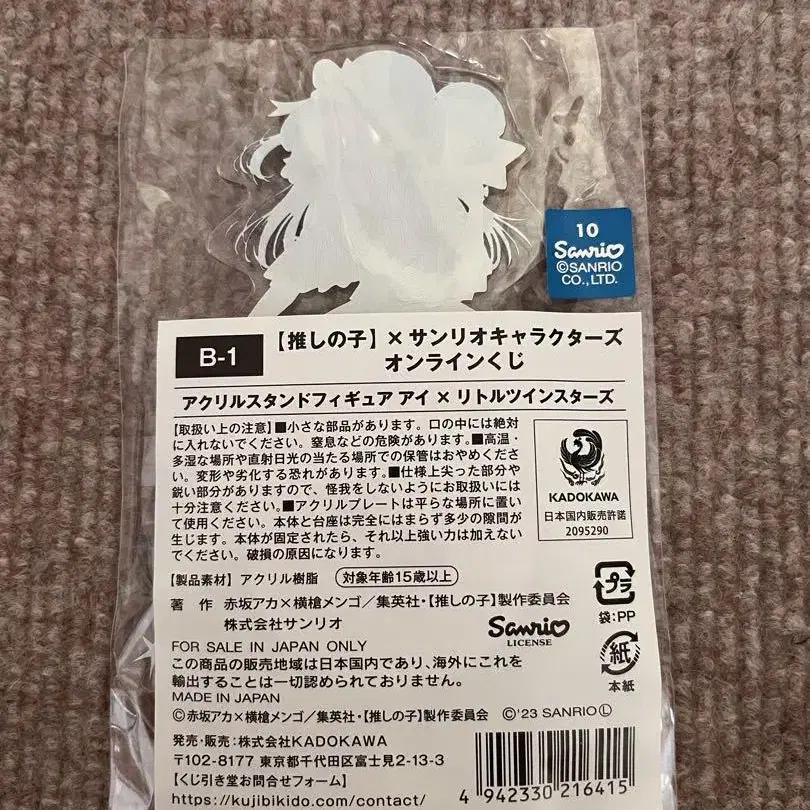 10
Sanrio
©SANRIO
CO.,LTD.
B-1
【推しの子】×サンリオキャラクターズ
オンラインくじ
アクリルスタンドフィギュア アイ × リトルツインスターズ
【取扱い上の注意】■小さな部品があります。口の中には絶対
に入れないでください。窒息などの危険があります。■高温・
多湿な場所や直射日光の当たる場所での保管はおやめくださ
い。変形や劣化する恐れがあります。■仕様上尖った部分や
鋭い部分がありますので、怪我をしないようにお取扱いには
十分注意ください。■アクリルプレートは平らな場所に置い
て使用ください。本体と台座は完全にはまらず多少の隙間が
生じます。本体が固定されたら、それ以上強い力は加えない
でください。破損の原因になります。
KADOKAWA
日本国内販売許諾
2095290
【製品素材】アクリル樹脂 対象年齢15歳以上
プラ
袋:PP
著 作 赤坂アカ×横槍メンゴ/集英社・【推しの子】製作委員会
株式会社サンリオ
Sanrio
LICENSE
紙
本紙
FOR SALE IN JAPAN ONLY
この商品の販売地域は日本国内であり、海外にこれを
輸出することは一切認められておりません。
MADE IN JAPAN
©赤坂アカ×横槍メンゴ/集英社・【推しの子】製作委員会 ©'23 SANRIO Ⓛ
発売・販売:株式会社KADOKAWA
〒102-8177 東京都千代田区富士見2-13-3
【くじ引き堂お問合せフォーム】
https://kujibikido.com/contact/
4 942330 216415